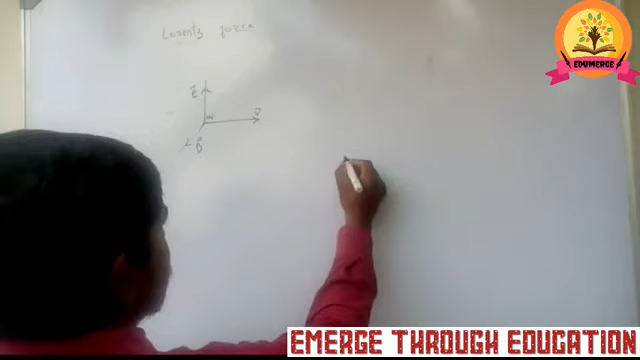 Lorentz force
E
V
B
EDUMERGE
EMERGE THROUGH EDUCATION